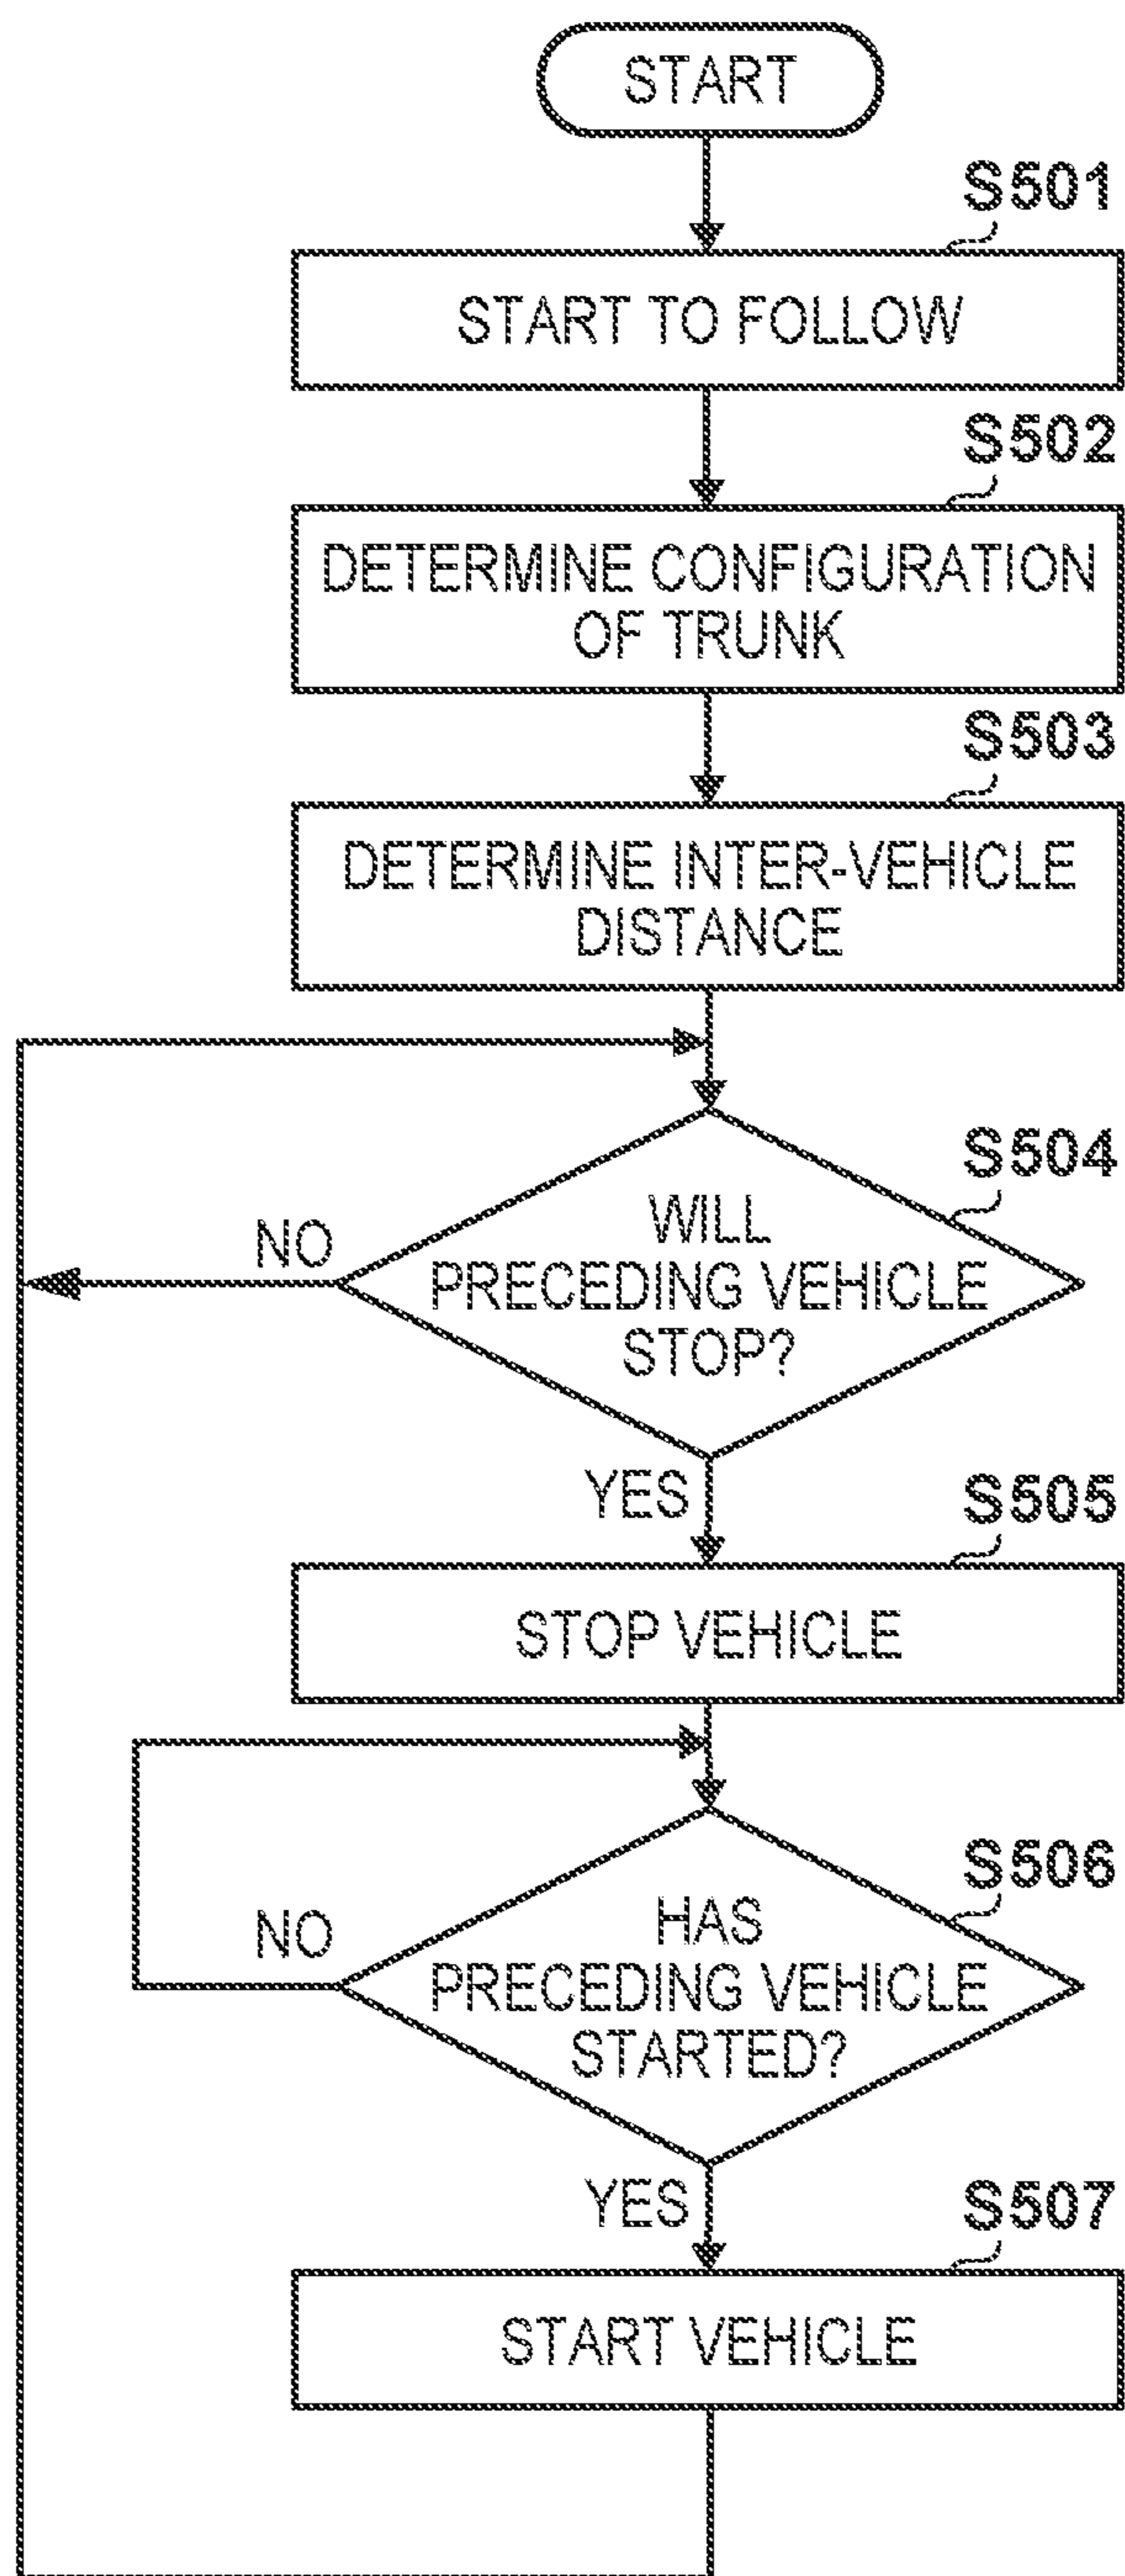 START
S501
START TO FOLLOW
S502
DETERMINE CONFIGURATION
OF TRUNK
S503
DETERMINE INTER-VEHICLE
DISTANCE
S504
WILL
PRECEDING VEHICLE
STOP?
NO
YES
S505
STOP VEHICLE
S506
HAS
PRECEDING VEHICLE
STARTED?
NO
YES
S507
START VEHICLE